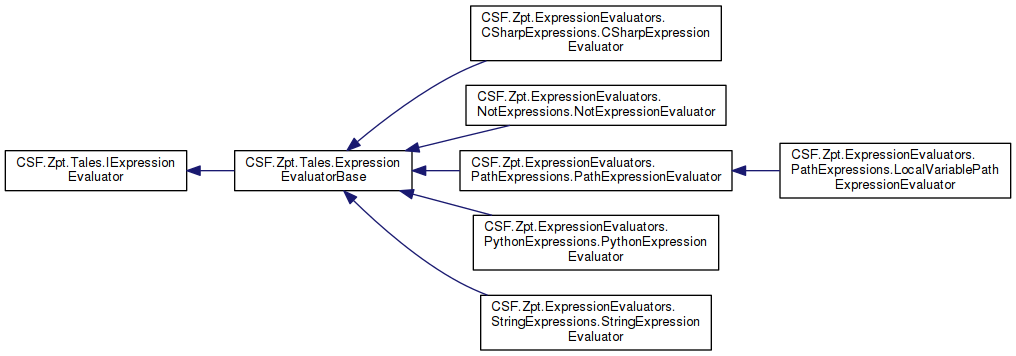 CSF.Zpt.ExpressionEvaluators.
CSharpExpressions.CSharpExpression
Evaluator
CSF.Zpt.ExpressionEvaluators.
NotExpressions.NotExpressionEvaluator
CSF.Zpt.Tales.IExpression
Evaluator
CSF.Zpt.Tales.Expression
EvaluatorBase
CSF.Zpt.ExpressionEvaluators.
PathExpressions.PathExpressionEvaluator
CSF.Zpt.ExpressionEvaluators.
PathExpressions.LocalVariablePath
ExpressionEvaluator
CSF.Zpt.ExpressionEvaluators.
PythonExpressions.PythonExpression
Evaluator
CSF.Zpt.ExpressionEvaluators.
StringExpressions.StringExpression
Evaluator